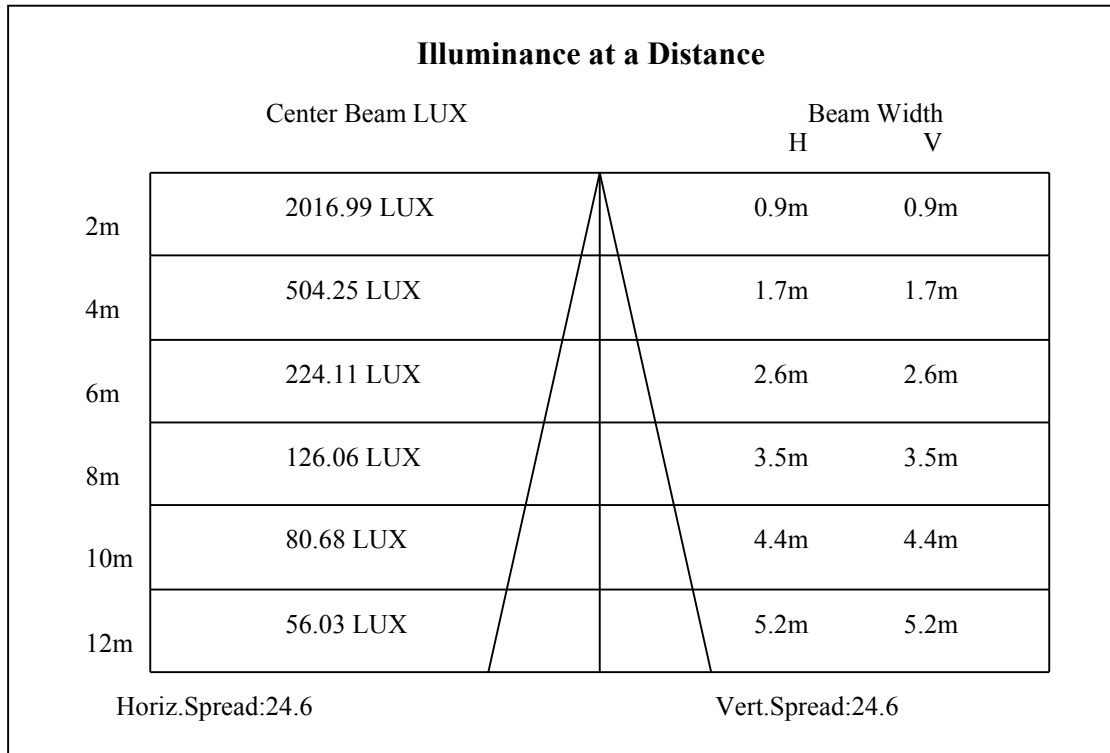 Illuminance at a Distance
Center Beam LUX Beam Width
H V
2m 2016.99 LUX 0.9m 0.9m
4m 504.25 LUX 1.7m 1.7m
6m 224.11 LUX 2.6m 2.6m
8m 126.06 LUX 3.5m 3.5m
10m 80.68 LUX 4.4m 4.4m
12m 56.03 LUX 5.2m 5.2m
Horiz.Spread:24.6 Vert.Spread:24.6